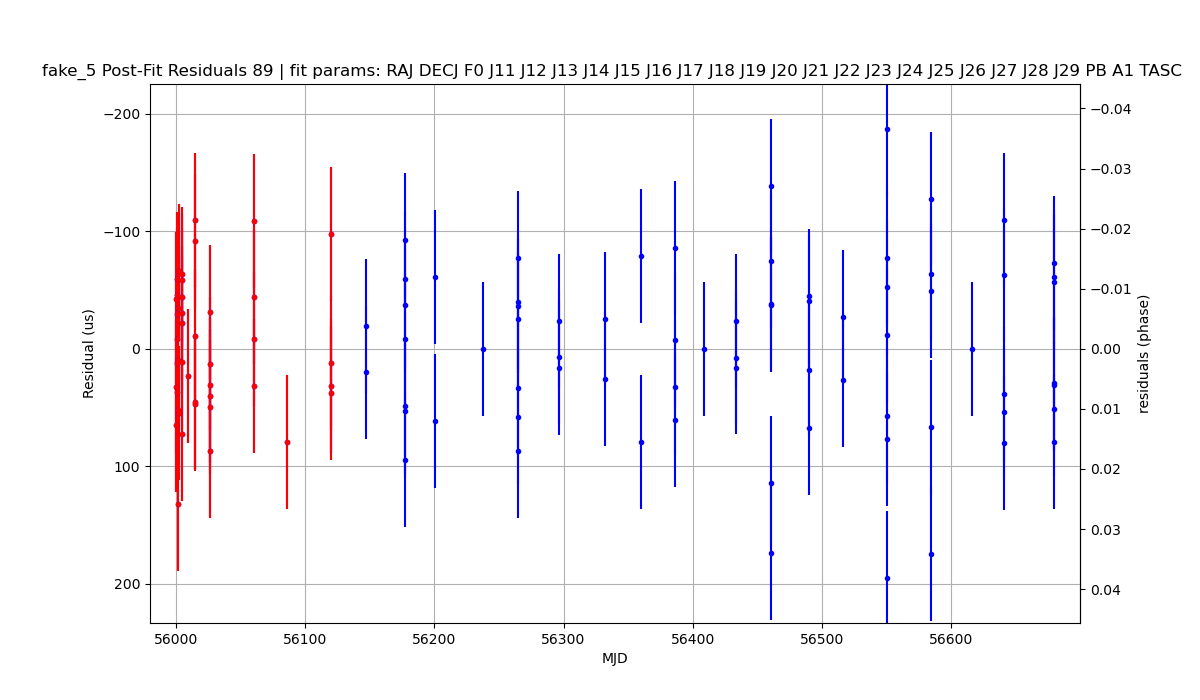 fake_5 Post-Fit Residuals 89 | fit params: RAJ DECJ F0 J11 J12 J13 J14 J15 J16 J17 J18 J19 J20 J21 J22 J23 J24 J25 J26 J27 J28 J29 PB A1 TASC
−200
−100
0
100
200
Residual (us)
−0.04
−0.03
−0.02
−0.01
0.00
0.01
0.02
0.03
0.04
residuals (phase)
56000 56100 56200 56300 56400 56500 56600
MJD